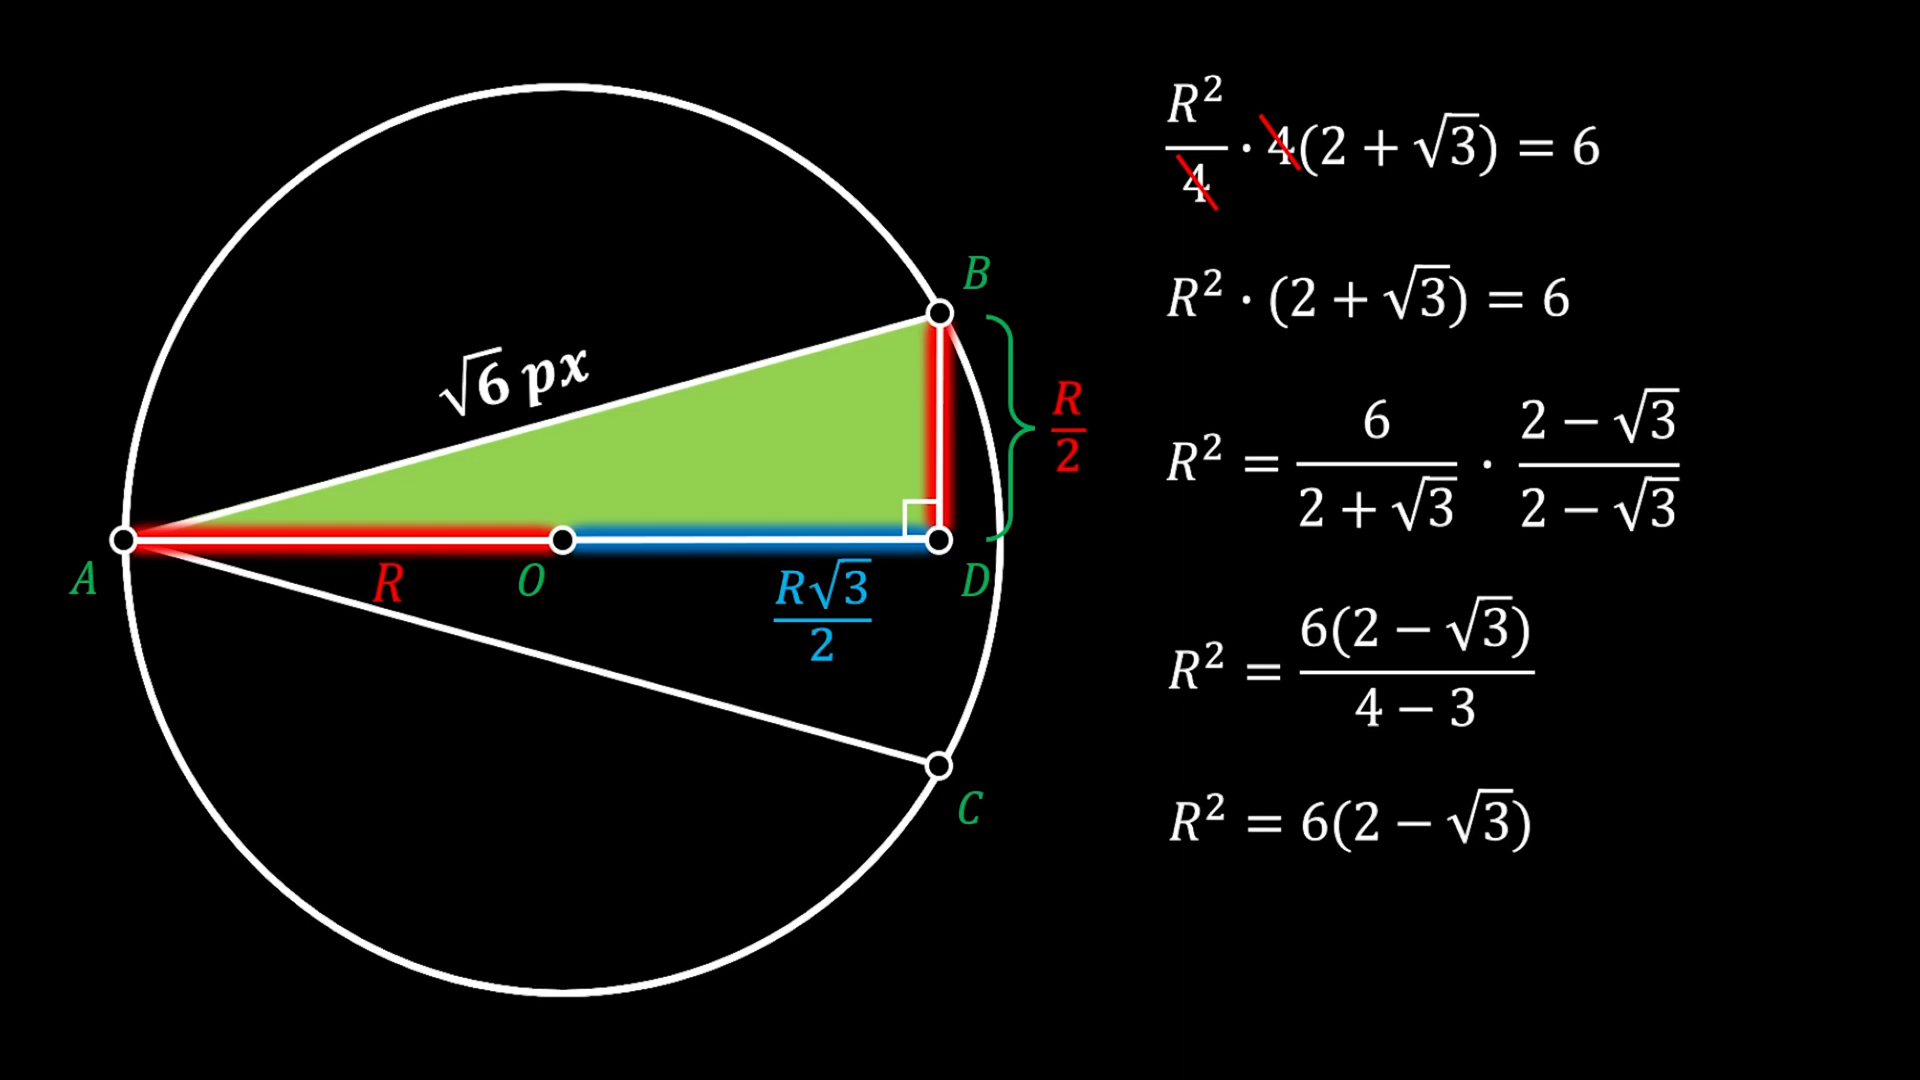 B
√6 px
R/2
A
R
O
R√3/2
D
C
R²/4 · 4(2 + √3) = 6
R² · (2 + √3) = 6
R² = 6/(2 + √3) · (2 − √3)/(2 − √3)
R² = 6(2 − √3)/(4 − 3)
R² = 6(2 − √3)